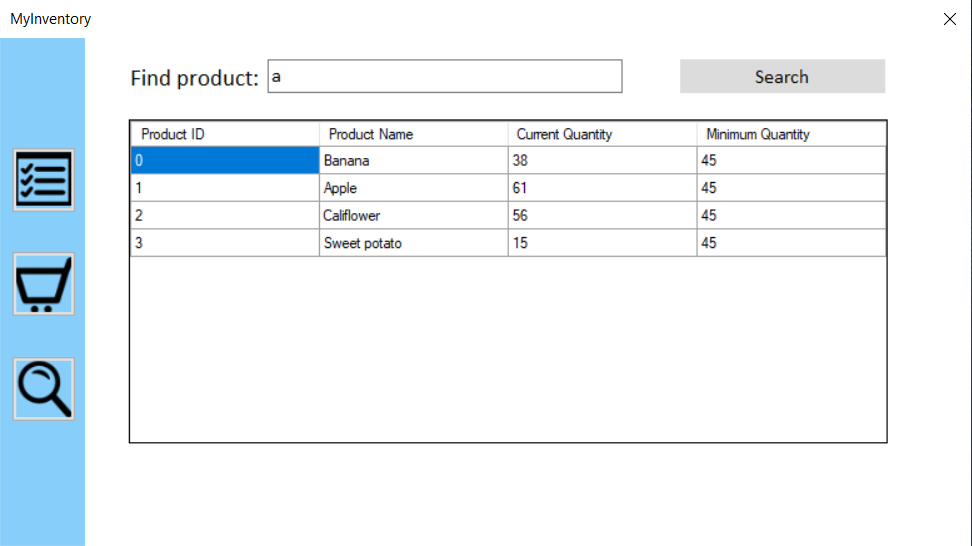 MyInventory
Find product: a Search
Product ID Product Name Current Quantity Minimum Quantity
0 Banana 38 45
1 Apple 61 45
2 Califlower 56 45
3 Sweet potato 15 45